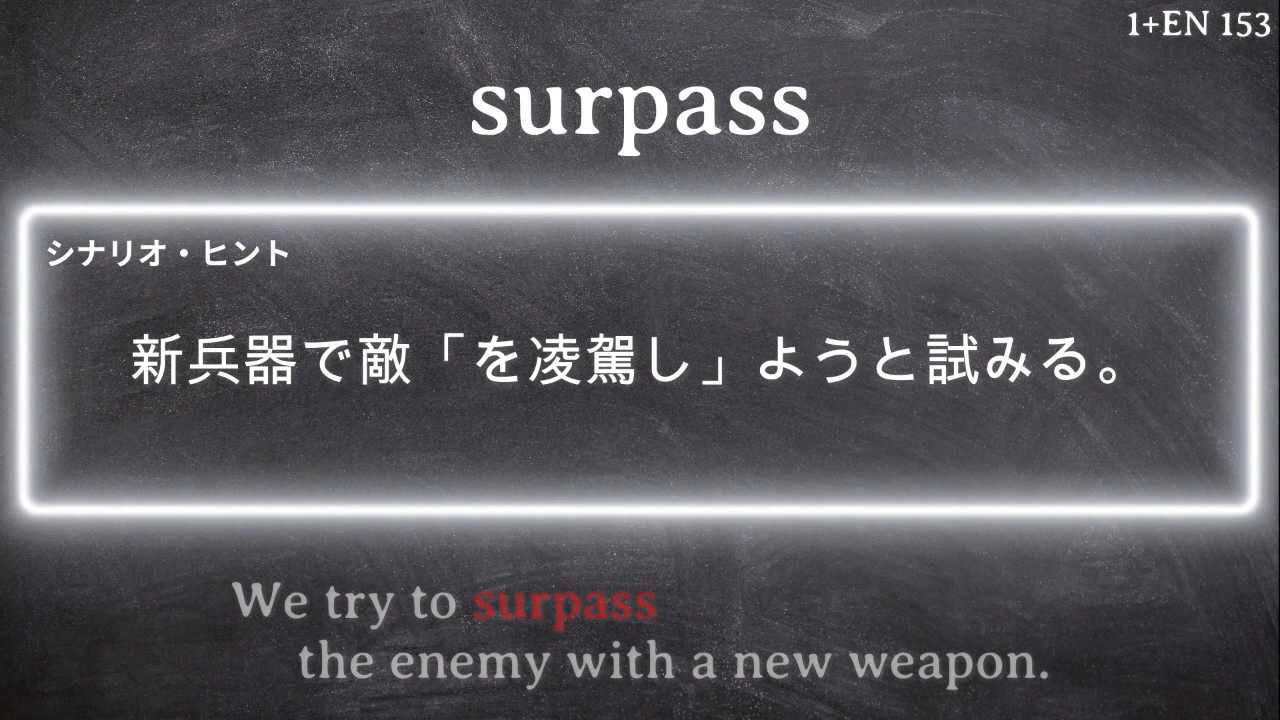 1+EN 153
surpass
シナリオ・ヒント
新兵器で敵「を凌駕し」ようと試みる。
We try to surpass
the enemy with a new weapon.